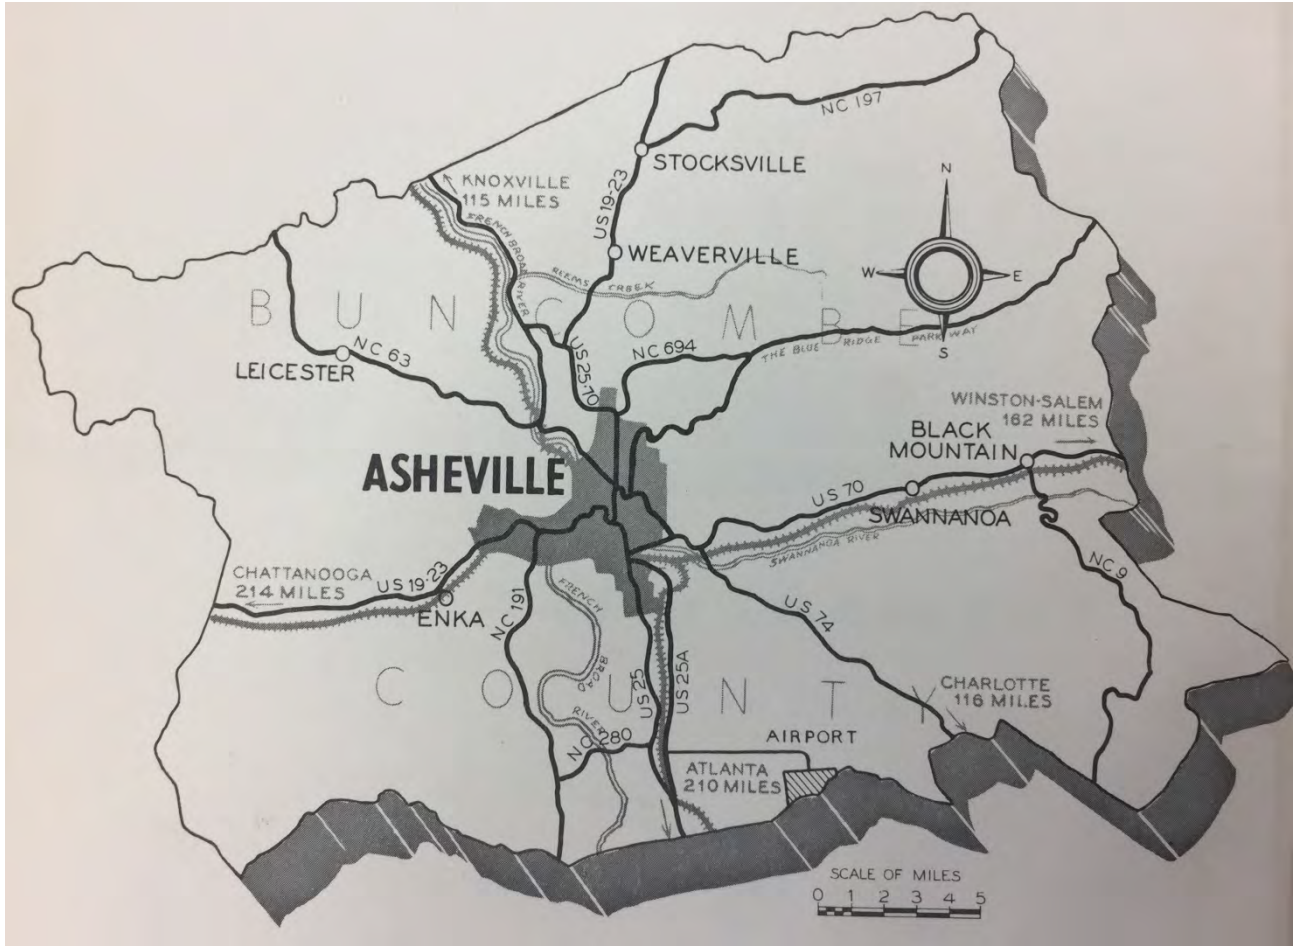 NC 197
STOCKSVILLE
KNOXVILLE
115 MILES
US 19-23
N
FRENCH BROAD RIVER
WEAVERVILLE
REEMS CREEK
W
E
BUNCOMBE
S
NC 63
LEICESTER
US 25-70
NC 694
THE BLUE RIDGE PARKWAY
WINSTON-SALEM
162 MILES
BLACK
MOUNTAIN
ASHEVILLE
US 70
SWANNANOA
SWANNANOA RIVER
CHATTANOOGA
214 MILES
US 19-23
ENKA
NC 191
FRENCH
BROAD
RIVER
US 74
NC 9
COUNTY
US 25
US 25A
CHARLOTTE
116 MILES
NC 280
AIRPORT
ATLANTA
210 MILES
SCALE OF MILES
0 1 2 3 4 5